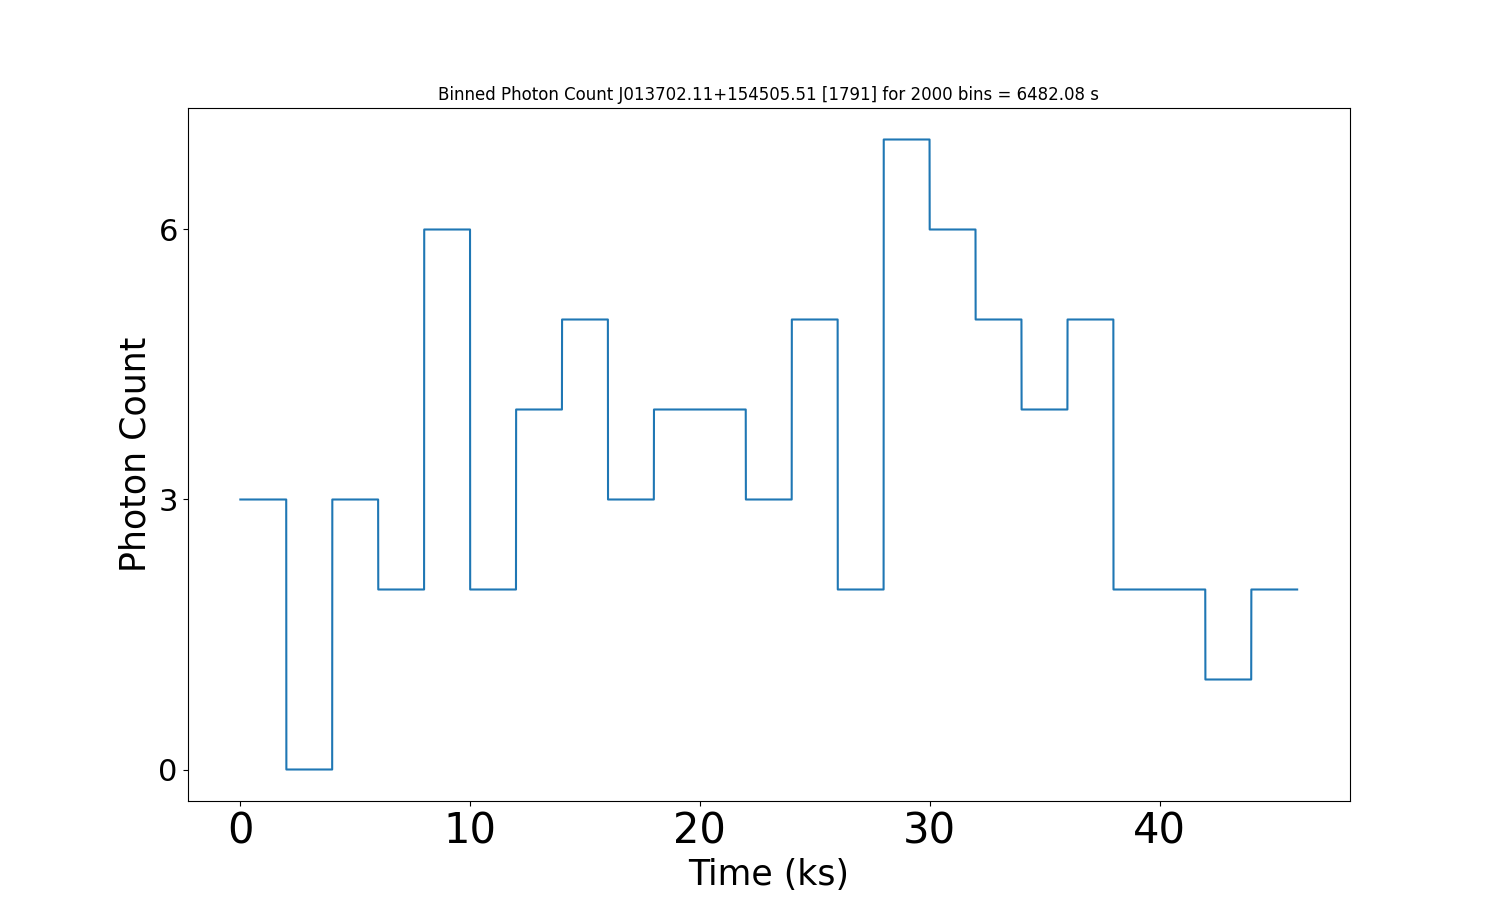 Binned Photon Count J013702.11+154505.51 [1791] for 2000 bins = 6482.08 s
6
3
0
Photon Count
0 10 20 30 40
Time (ks)